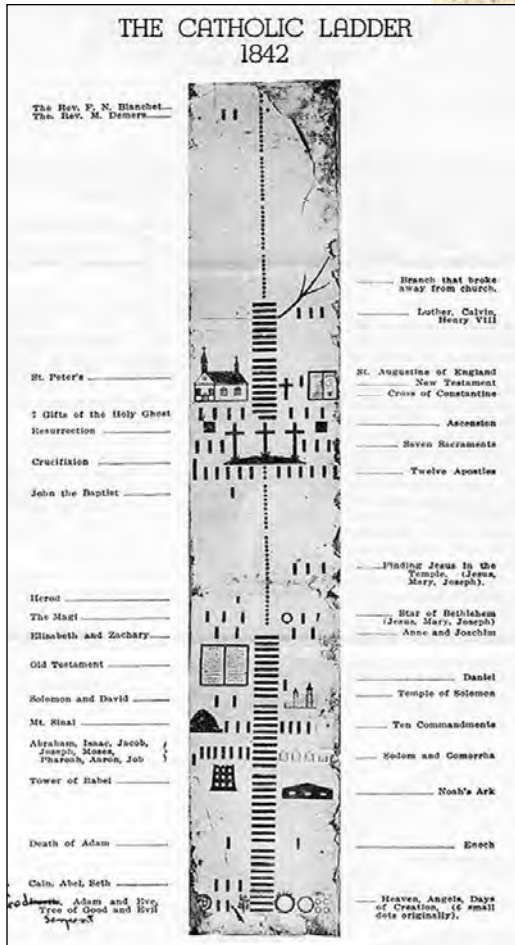 THE CATHOLIC LADDER
1842
The Rev. F. N. Blanchet
The. Rev. M. Demers
St. Peter's
7 Gifts of the Holy Ghost
Resurrection
Crucifixion
John the Baptist
Herod
The Magi
Elizabeth and Zachary
Old Testament
Solomon and David
Mt. Sinai
Abraham, Isaac, Jacob,
Joseph, Moses,
Pharoah, Aaron, Job
Tower of Babel
Death of Adam
Cain, Abel, Seth
Adam and Eve,
Tree of Good and Evil
Serpent
Branch that broke
away from church.
Luther, Calvin,
Henry VIII
St. Augustine of England
New Testament
Cross of Constantine
Ascension
Seven Sacraments
Twelve Apostles
Finding Jesus in the
Temple. (Jesus,
Mary, Joseph).
Star of Bethlehem
(Jesus, Mary, Joseph)
Anne and Joachim
Daniel
Temple of Solomon
Ten Commandments
Sodom and Gomorrha
Noah's Ark
Enoch
Heaven, Angels, Days
of Creation, (6 small
dots originally).